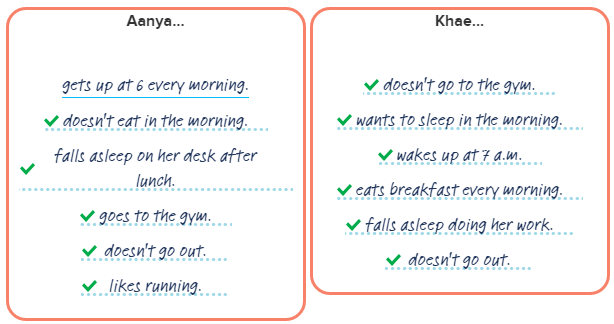 Aanya...
gets up at 6 every morning.
doesn't eat in the morning.
falls asleep on her desk after
lunch.
goes to the gym.
doesn't go out.
likes running.
Khae...
doesn't go to the gym.
wants to sleep in the morning.
wakes up at 7 a.m.
eats breakfast every morning.
falls asleep doing her work.
doesn't go out.